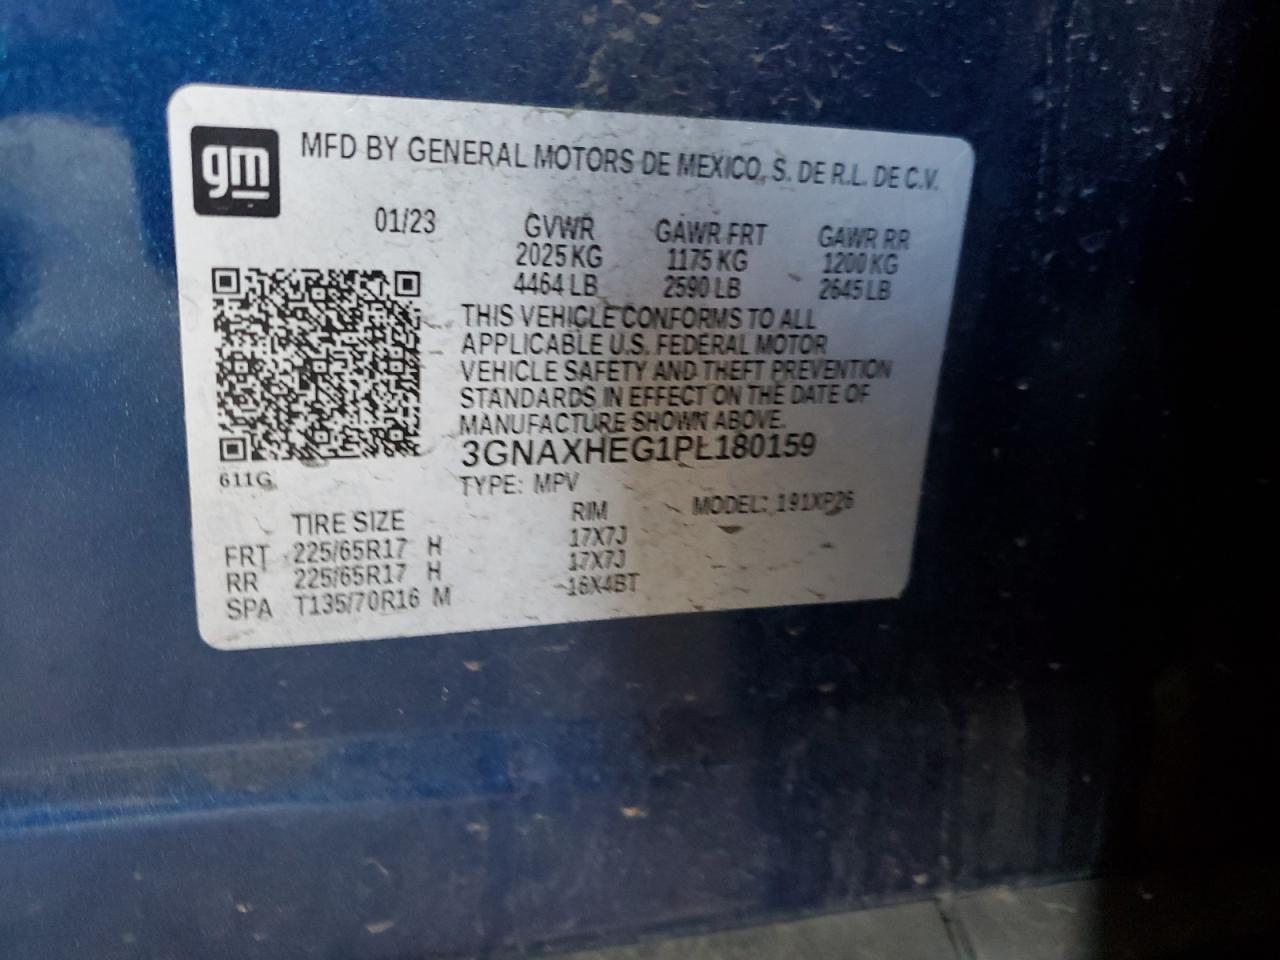 gm
MFD BY GENERAL MOTORS DE MEXICO, S. DE R.L. DE C.V.
01/23 GVWR GAWR FRT GAWR RR
2025 KG 1175 KG 1200 KG
4464 LB 2590 LB 2645 LB
THIS VEHICLE CONFORMS TO ALL
APPLICABLE U.S. FEDERAL MOTOR
VEHICLE SAFETY AND THEFT PREVENTION
STANDARDS IN EFFECT ON THE DATE OF
MANUFACTURE SHOWN ABOVE.
3GNAXHEG1PL180159
611G
TYPE: MPV MODEL: 191XP26
TIRE SIZE RIM
FRT 225/65R17 H 17X7J
RR 225/65R17 H 17X7J
SPA T135/70R16 M 16X4BT